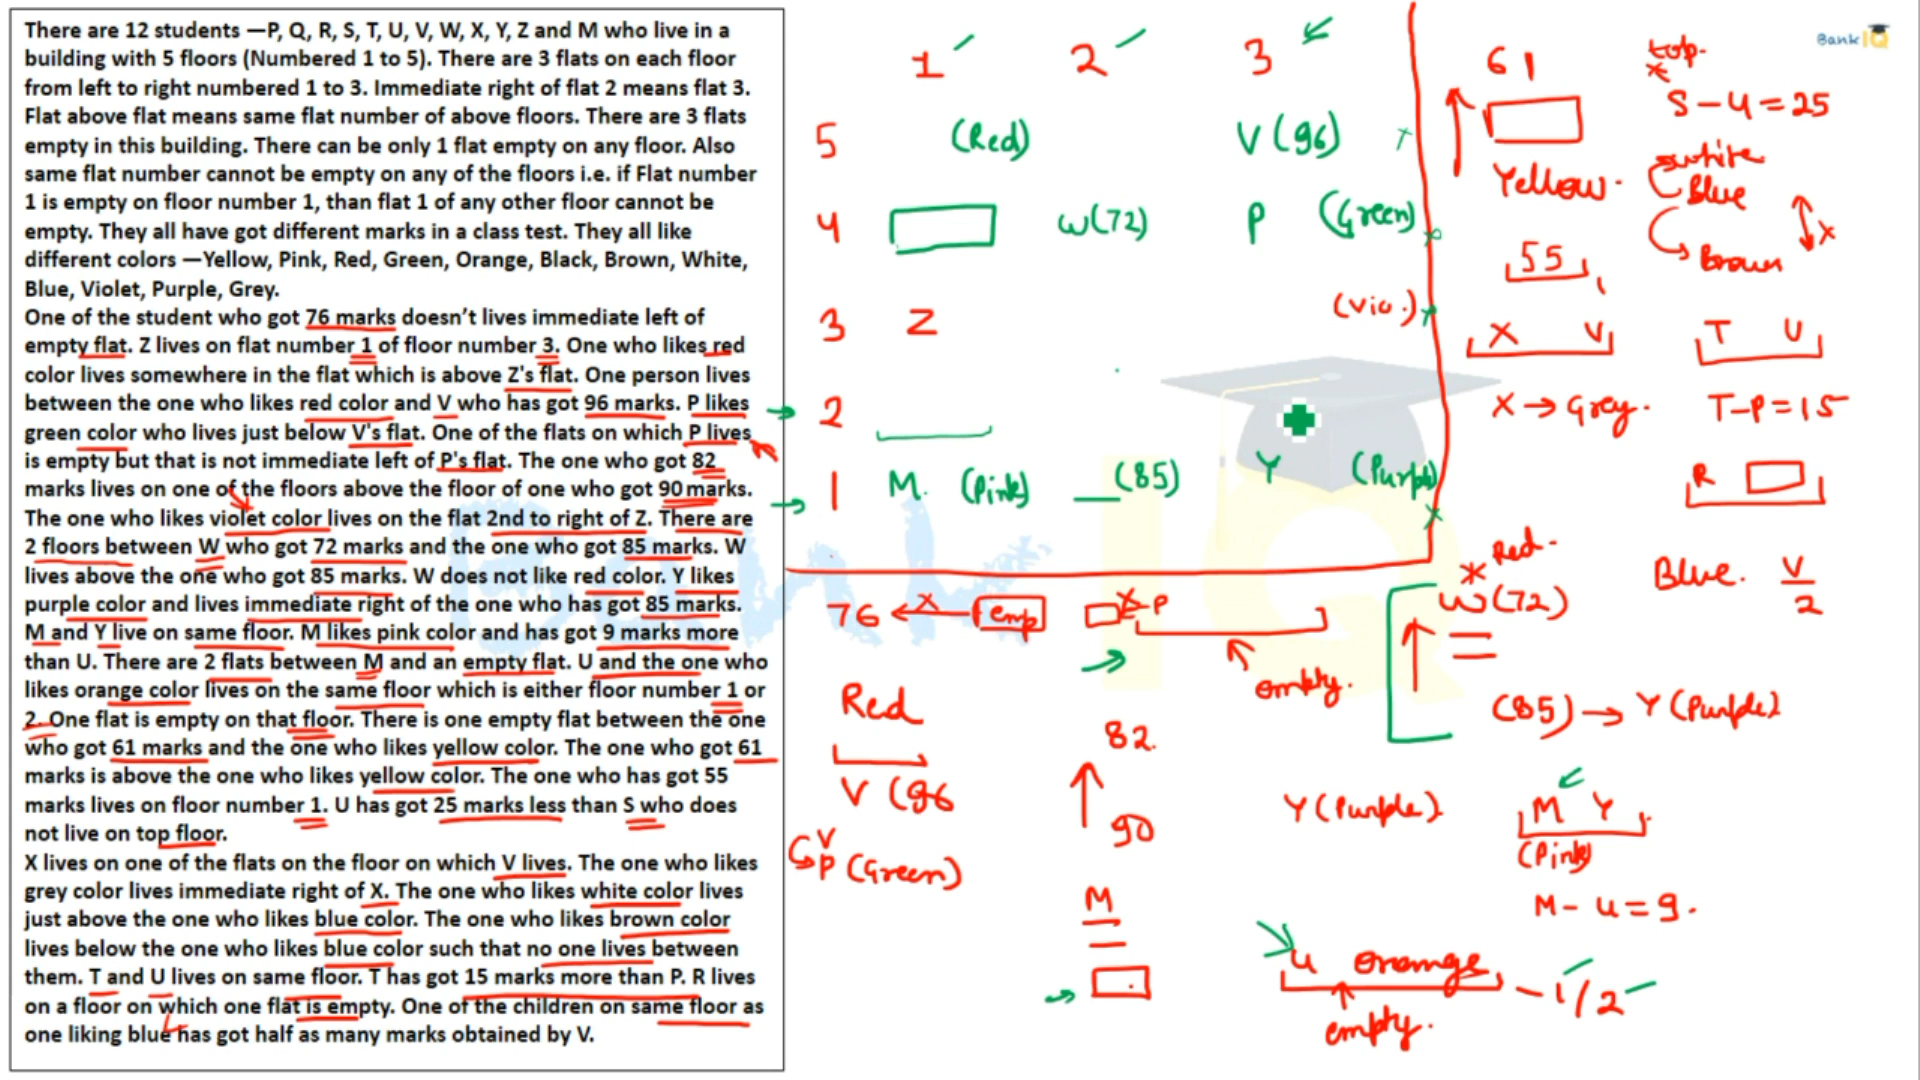 There are 12 students —P, Q, R, S, T, U, V, W, X, Y, Z and M who live in a
building with 5 floors (Numbered 1 to 5). There are 3 flats on each floor
from left to right numbered 1 to 3. Immediate right of flat 2 means flat 3.
Flat above flat means same flat number of above floors. There are 3 flats
empty in this building. There can be only 1 flat empty on any floor. Also
same flat number cannot be empty on any of the floors i.e. if Flat number
1 is empty on floor number 1, than flat 1 of any other floor cannot be
empty. They all have got different marks in a class test. They all like
different colors —Yellow, Pink, Red, Green, Orange, Black, Brown, White,
Blue, Violet, Purple, Grey.
One of the student who got 76 marks doesn't lives immediate left of
empty flat. Z lives on flat number 1 of floor number 3. One who likes red
color lives somewhere in the flat which is above Z's flat. One person lives
between the one who likes red color and V who has got 96 marks. P likes
green color who lives just below V's flat. One of the flats on which P lives
is empty but that is not immediate left of P's flat. The one who got 82
marks lives on one of the floors above the floor of one who got 90 marks.
The one who likes violet color lives on the flat 2nd to right of Z. There are
2 floors between W who got 72 marks and the one who got 85 marks. W
lives above the one who got 85 marks. W does not like red color. Y likes
purple color and lives immediate right of the one who has got 85 marks.
M and Y live on same floor. M likes pink color and has got 9 marks more
than U. There are 2 flats between M and an empty flat. U and the one who
likes orange color lives on the same floor which is either floor number 1 or
2. One flat is empty on that floor. There is one empty flat between the one
who got 61 marks and the one who likes yellow color. The one who got 61
marks is above the one who likes yellow color. The one who has got 55
marks lives on floor number 1. U has got 25 marks less than S who does
not live on top floor.
X lives on one of the flats on the floor on which V lives. The one who likes
grey color lives immediate right of X. The one who likes white color lives
just above the one who likes blue color. The one who likes brown color
lives below the one who likes blue color such that no one lives between
them. T and U lives on same floor. T has got 15 marks more than P. R lives
on a floor on which one flat is empty. One of the children on same floor as
one liking blue has got half as many marks obtained by V.
1 2 3
5 (Red) V (96)
4 W(72) P (Green)
3 Z (Vio.)
2
1 M. (Pink) (85) Y (Purple)
61
Yellow.
55
X V
X → Grey.
top.
S - U = 25
white
Blue
Brown
X
T U
T-P = 15
R
Blue. V/2
76 ← X emp
P
empty.
Red
V (96
V
P (Green)
82.
90
M
Red.
W(72)
(85) → Y (Purple)
Y (Purple)
M Y
(Pink)
M - U = 9.
U orange - 1/2
empty.
Bank IQ
Bank IQ